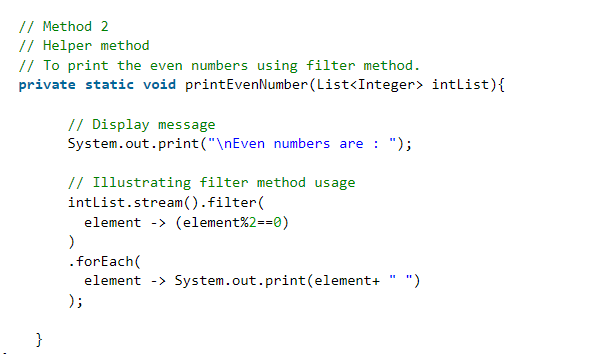 // Method 2
// Helper method
// To print the even numbers using filter method.
private static void printEvenNumber(List<Integer> intList){
// Display message
System.out.print("\nEven numbers are : ");
// Illustrating filter method usage
intList.stream().filter(
element -> (element%2==0)
)
.forEach(
element -> System.out.print(element+ " ")
);
}